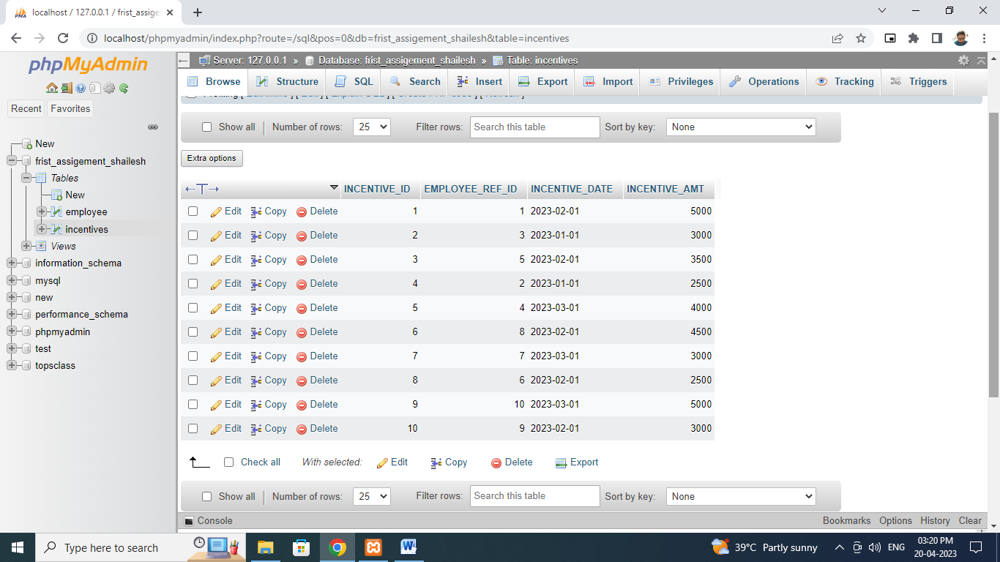 localhost / 127.0.0.1 / frist_assige
localhost/phpmyadmin/index.php?route=/sql&pos=0&db=frist_assigement_shailesh&table=incentives
phpMyAdmin
Recent Favorites
New
frist_assigement_shailesh
Tables
New
employee
incentives
Views
information_schema
mysql
new
performance_schema
phpmyadmin
test
topsclass
Server: 127.0.0.1 » Database: frist_assigement_shailesh » Table: incentives
Browse Structure SQL Search Insert Export Import Privileges Operations Tracking Triggers
Show all Number of rows: 25 Filter rows: Search this table Sort by key: None
Extra options
←T→ INCENTIVE_ID EMPLOYEE_REF_ID INCENTIVE_DATE INCENTIVE_AMT
Edit Copy Delete 1 1 2023-02-01 5000
Edit Copy Delete 2 3 2023-01-01 3000
Edit Copy Delete 3 5 2023-02-01 3500
Edit Copy Delete 4 2 2023-01-01 2500
Edit Copy Delete 5 4 2023-03-01 4000
Edit Copy Delete 6 8 2023-02-01 4500
Edit Copy Delete 7 7 2023-03-01 3000
Edit Copy Delete 8 6 2023-02-01 2500
Edit Copy Delete 9 10 2023-03-01 5000
Edit Copy Delete 10 9 2023-02-01 3000
Check all With selected: Edit Copy Delete Export
Show all Number of rows: 25 Filter rows: Search this table Sort by key: None
Console Bookmarks Options History Clear
Type here to search
39°C Partly sunny ENG 03:20 PM
20-04-2023